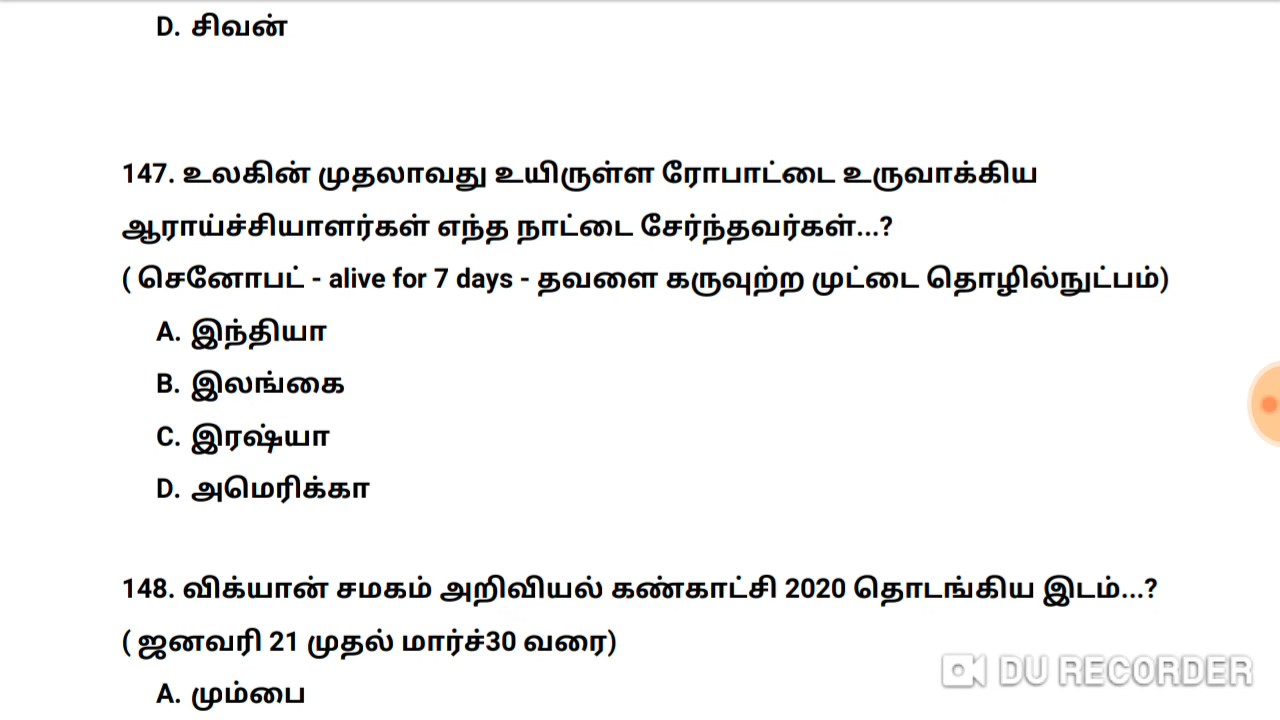 D. சிவன்
147. உலகின் முதலாவது உயிருள்ள ரோபாட்டை உருவாக்கிய
ஆராய்ச்சியாளர்கள் எந்த நாட்டை சேர்ந்தவர்கள்...?
( செனோபட் - alive for 7 days - தவளை கருவுற்ற முட்டை தொழில்நுட்பம்)
A. இந்தியா
B. இலங்கை
C. இரஷ்யா
D. அமெரிக்கா
148. விக்யான் சமகம் அறிவியல் கண்காட்சி 2020 தொடங்கிய இடம்...?
( ஜனவரி 21 முதல் மார்ச்30 வரை)
A. மும்பை
DU RECORDER